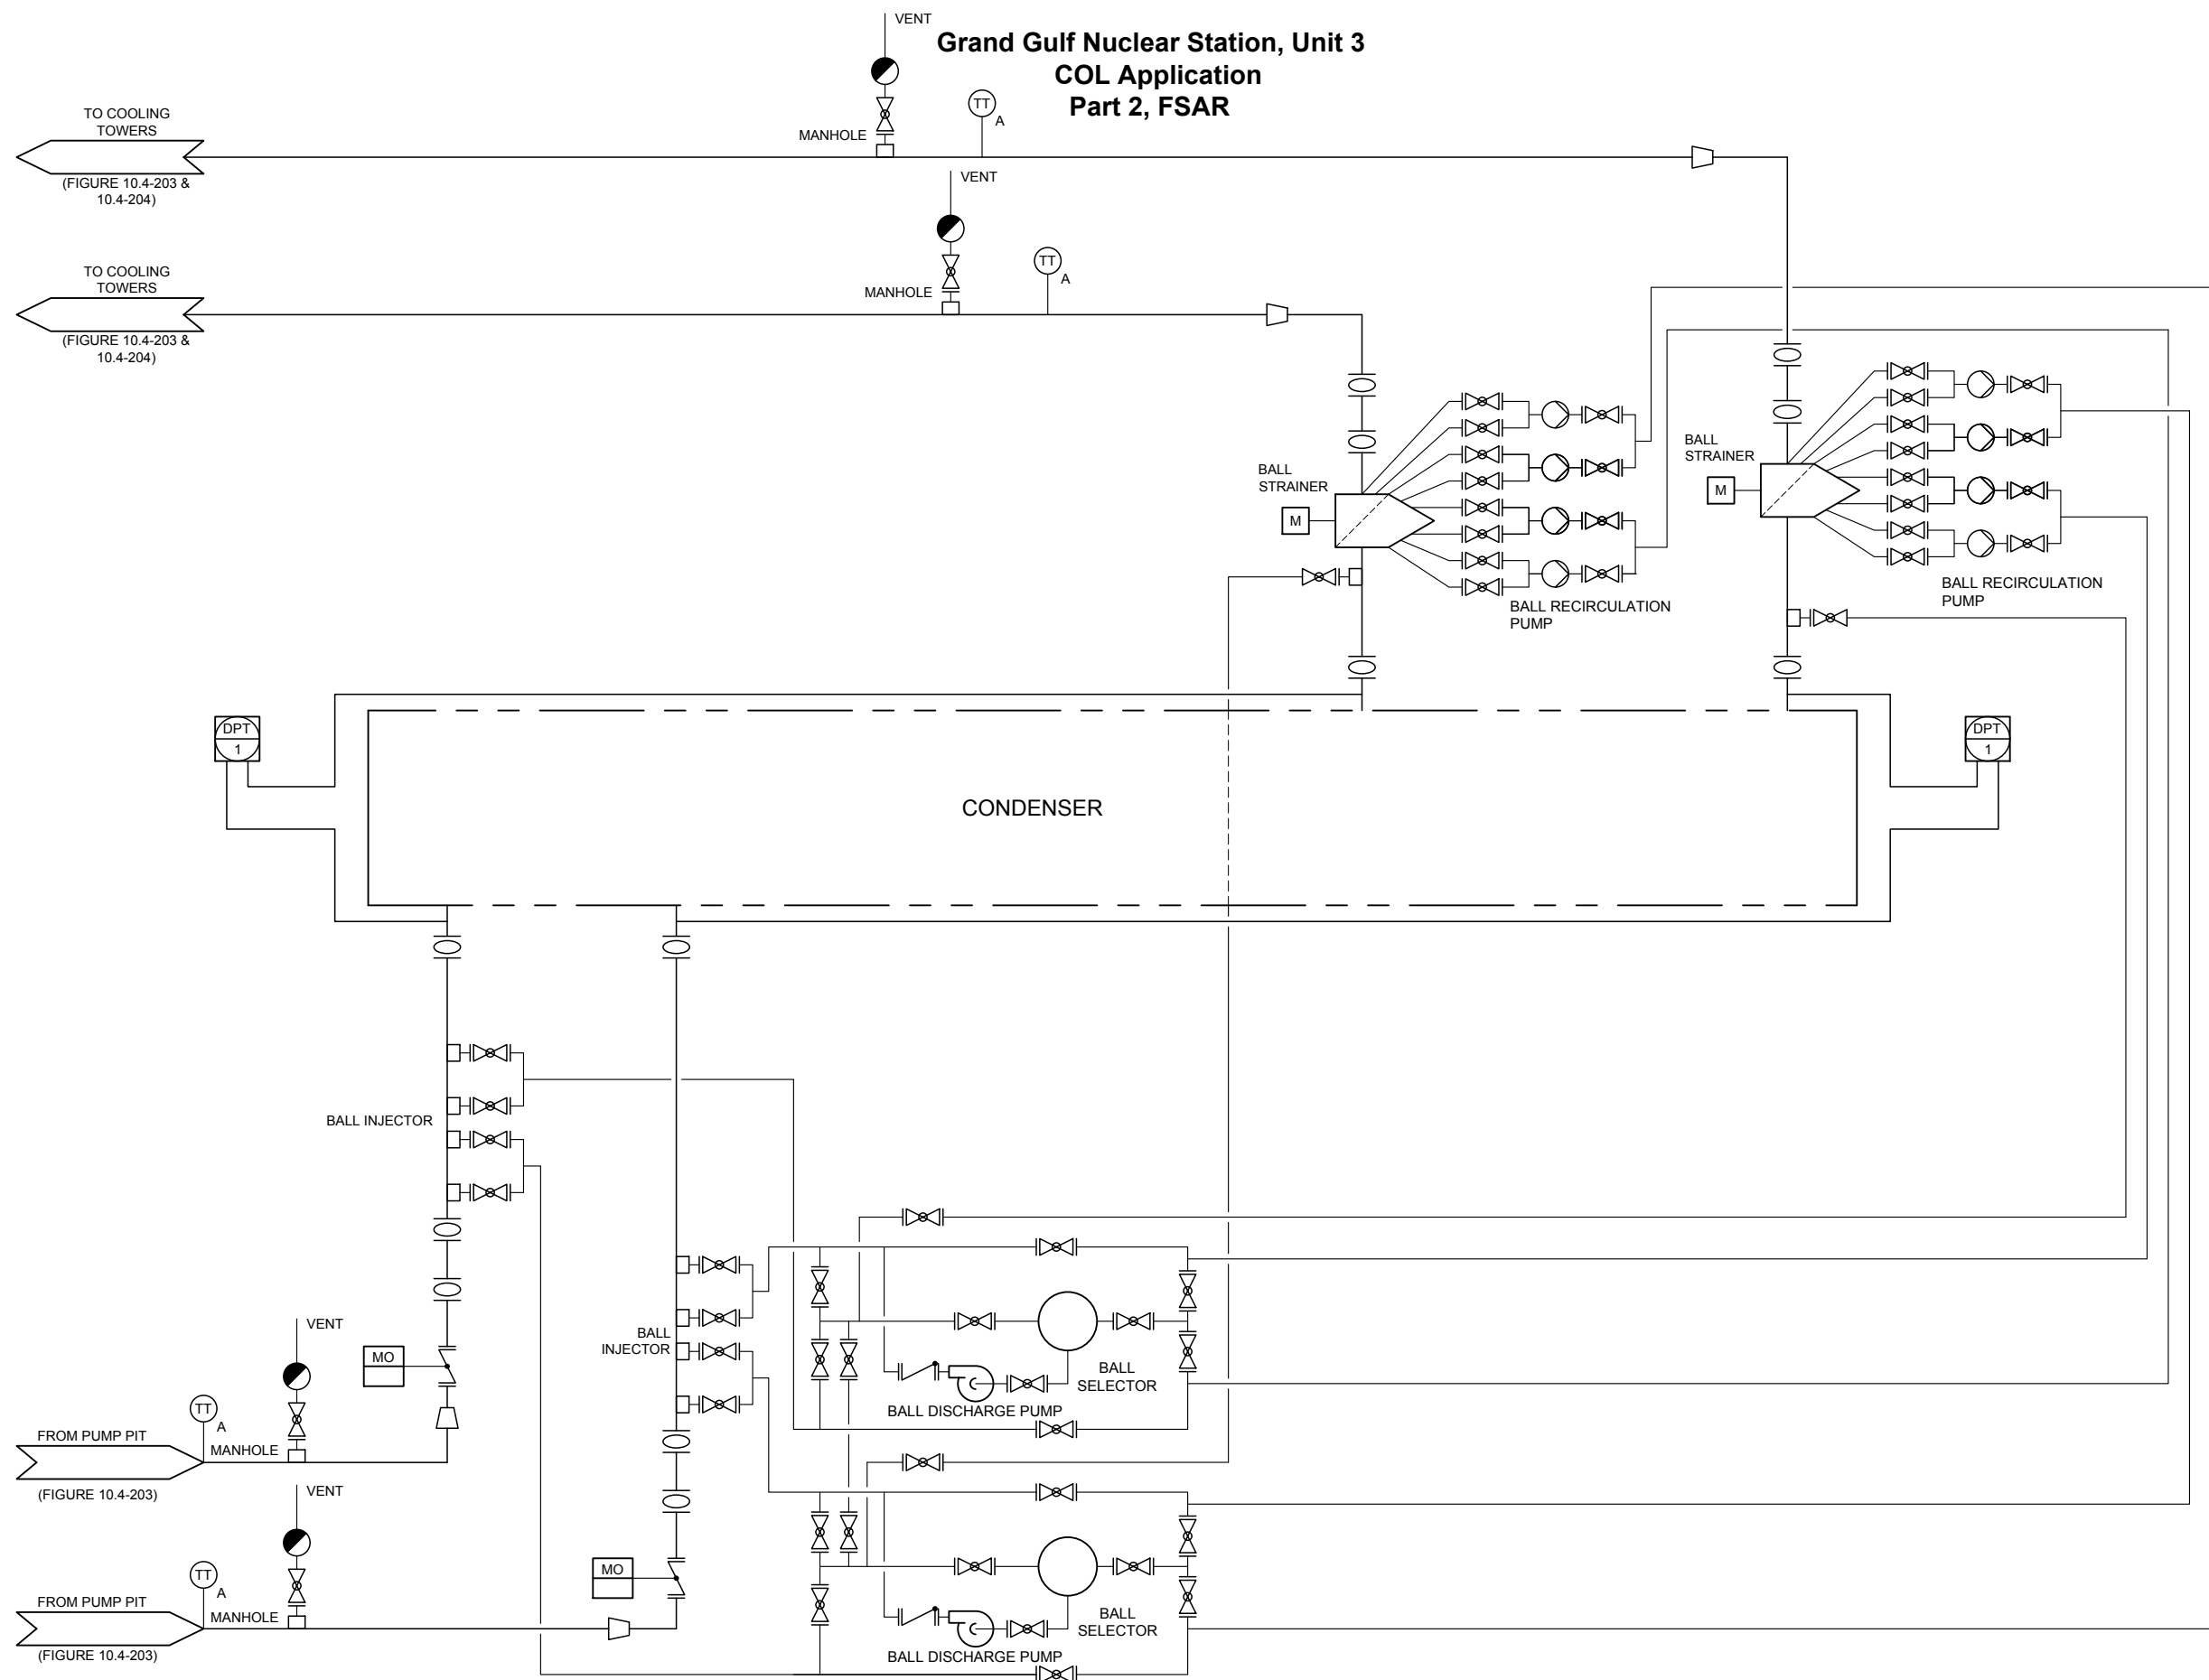 VENT
Grand Gulf Nuclear Station, Unit 3
COL Application
Part 2, FSAR
TT
A
MANHOLE
TO COOLING
TOWERS
(FIGURE 10.4-203 &
10.4-204)
VENT
TT
A
MANHOLE
TO COOLING
TOWERS
(FIGURE 10.4-203 &
10.4-204)
BALL
STRAINER
M
BALL RECIRCULATION
PUMP
BALL
STRAINER
M
BALL RECIRCULATION
PUMP
DPT
1
CONDENSER
DPT
1
BALL INJECTOR
BALL
INJECTOR
VENT
MO
TT
A
MANHOLE
FROM PUMP PIT
(FIGURE 10.4-203)
BALL
SELECTOR
BALL DISCHARGE PUMP
VENT
MO
TT
A
MANHOLE
FROM PUMP PIT
(FIGURE 10.4-203)
BALL
SELECTOR
BALL DISCHARGE PUMP